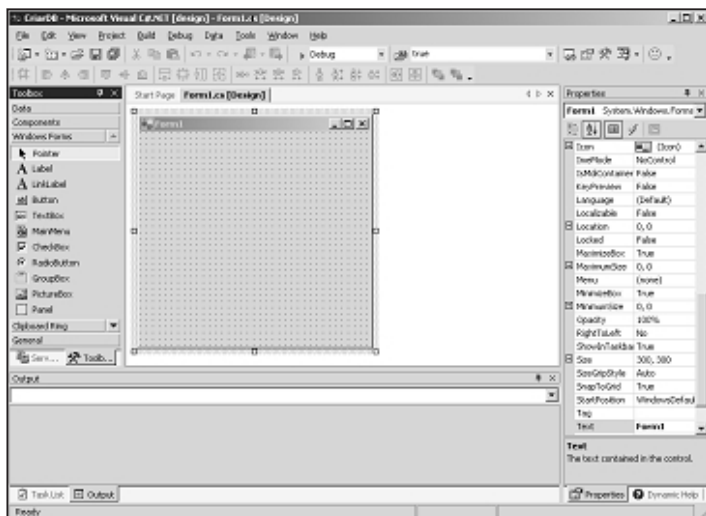 CriarDB - Microsoft Visual C#.NET [design] - Form1.cs [Design]
File Edit View Project Build Debug Data Tools Window Help
Debug true
Toolbox
Data
Components
Windows Forms
Pointer
Label
LinkLabel
Button
TextBox
MainMenu
CheckBox
RadioButton
GroupBox
PictureBox
Panel
Clipboard Ring
General
Serv... Toolb...
Start Page Form1.cs [Design]
Form1
Properties
Form1 System.Windows.Forms
Icon (Icon)
ImeMode NoControl
IsMdiContainer False
KeyPreview False
Language (Default)
Localizable False
Location 0, 0
Locked False
MaximizeBox True
MaximumSize 0, 0
Menu (none)
MinimizeBox True
MinimumSize 0, 0
Opacity 100%
RightToLeft No
ShowInTaskba True
Size 300, 300
SizeGripStyle Auto
SnapToGrid True
StartPosition WindowsDefau
Tag
Text Form1
Text
The text contained in the control.
Properties Dynamic Help
Output
Task List Output
Ready